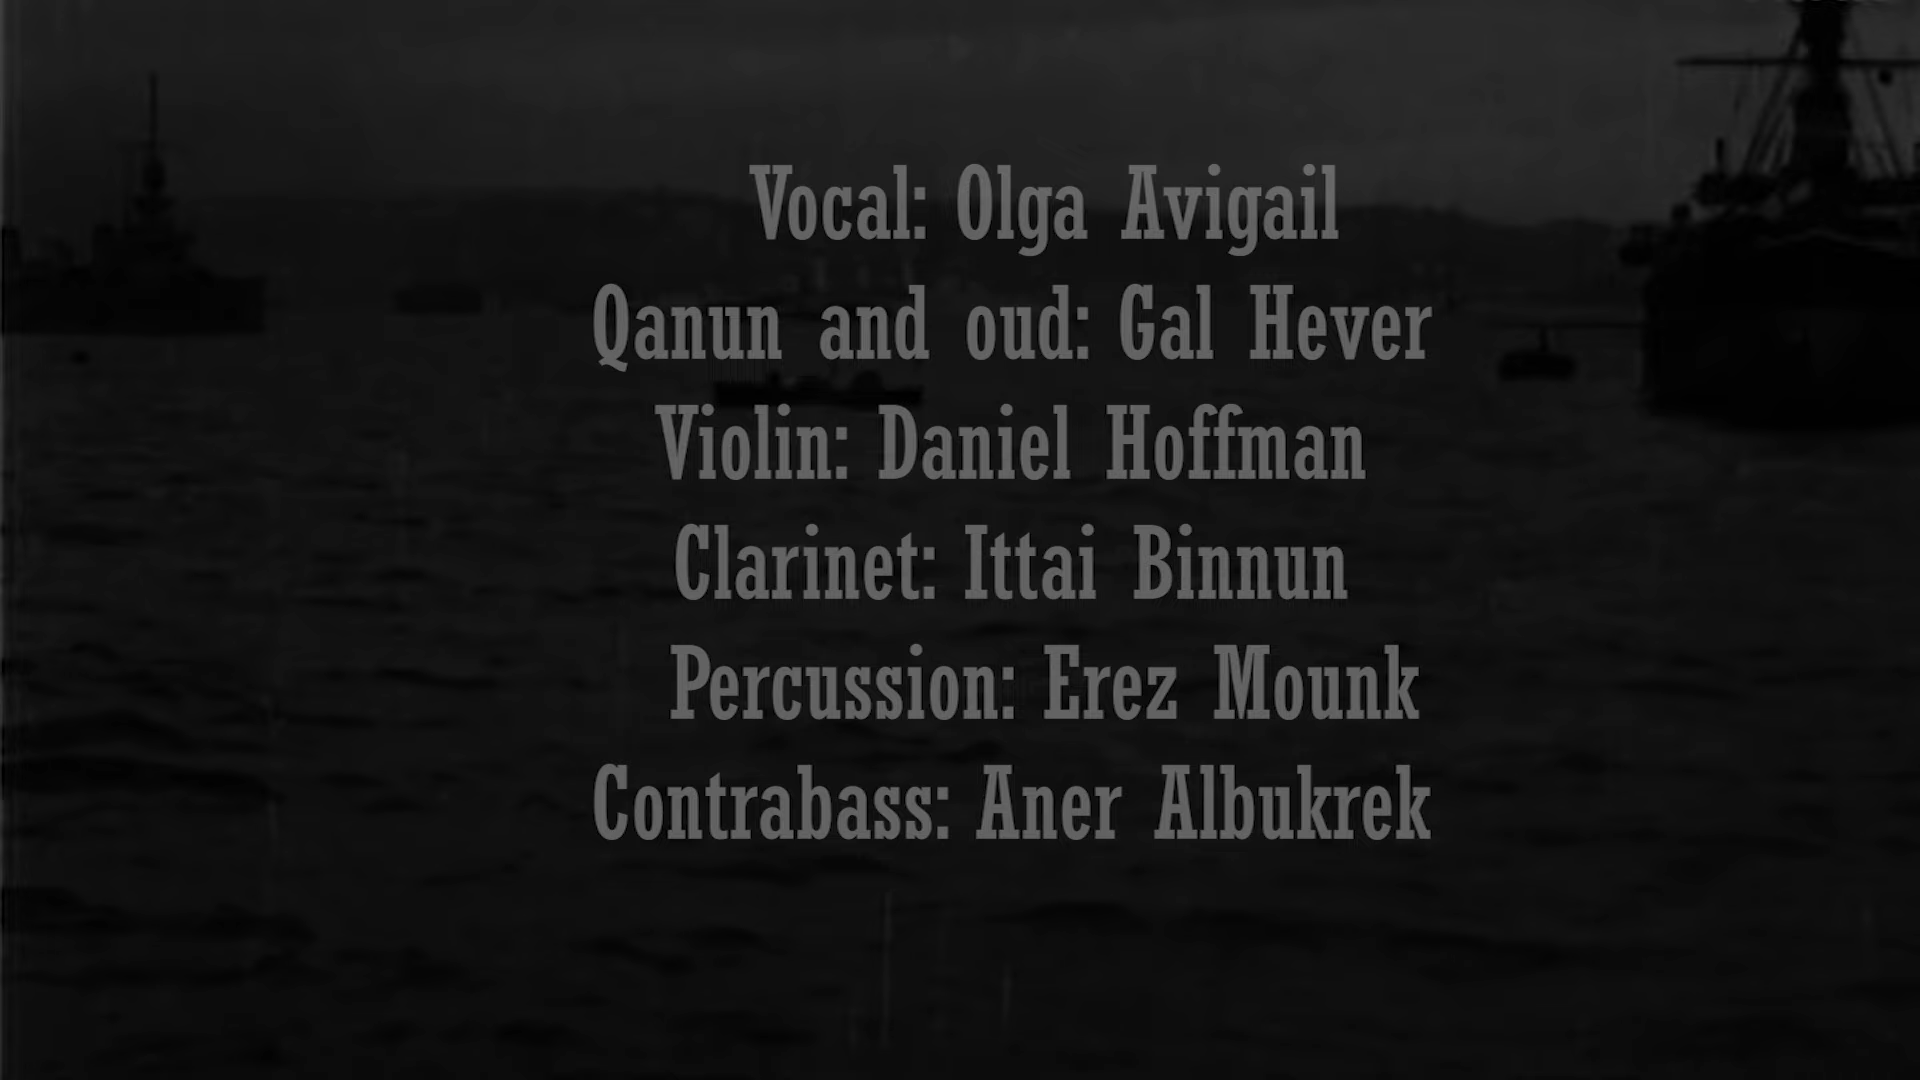 Vocal: Olga Avigail
Qanun and oud: Gal Hever
Violin: Daniel Hoffman
Clarinet: Ittai Binnun
Percussion: Erez Mounk
Contrabass: Aner Albukrek